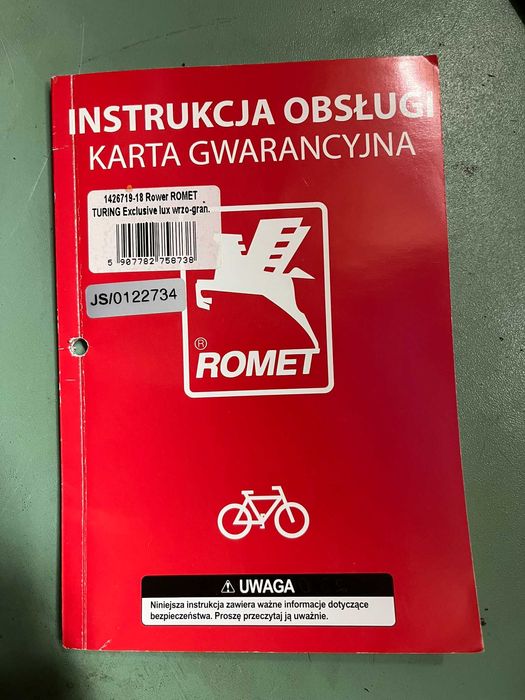 INSTRUKCJA OBSŁUGI
KARTA GWARANCYJNA
1426719-18 Rower ROMET
TURING Exclusive lux wrzo-gran.
5 907782 758738
JS/0122734
® ROMET
⚠ UWAGA
Niniejsza instrukcja zawiera ważne informacje dotyczące
bezpieczeństwa. Proszę przeczytaj ją uważnie.